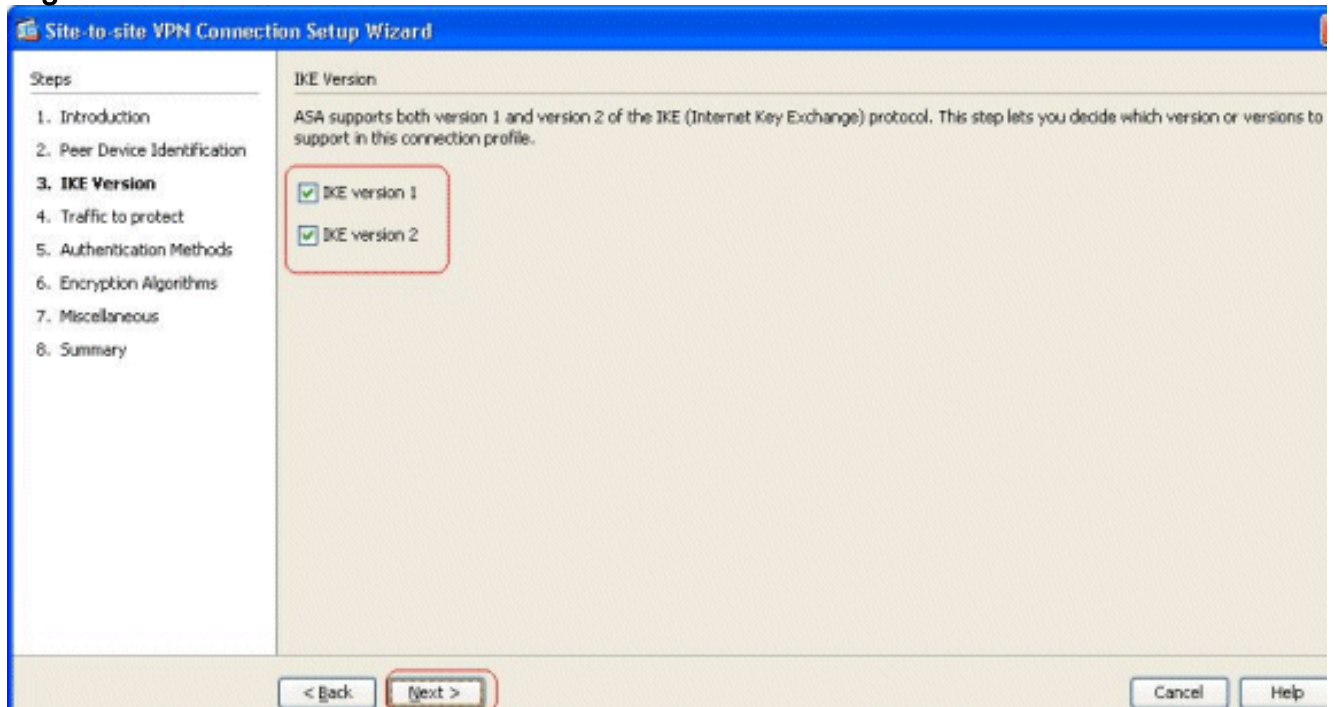 Site-to-site VPN Connection Setup Wizard
Steps
1. Introduction
2. Peer Device Identification
3. IKE Version
4. Traffic to protect
5. Authentication Methods
6. Encryption Algorithms
7. Miscellaneous
8. Summary
IKE Version
ASA supports both version 1 and version 2 of the IKE (Internet Key Exchange) protocol. This step lets you decide which version or versions to
support in this connection profile.
IKE version 1
IKE version 2
< Back
Next >
Cancel
Help